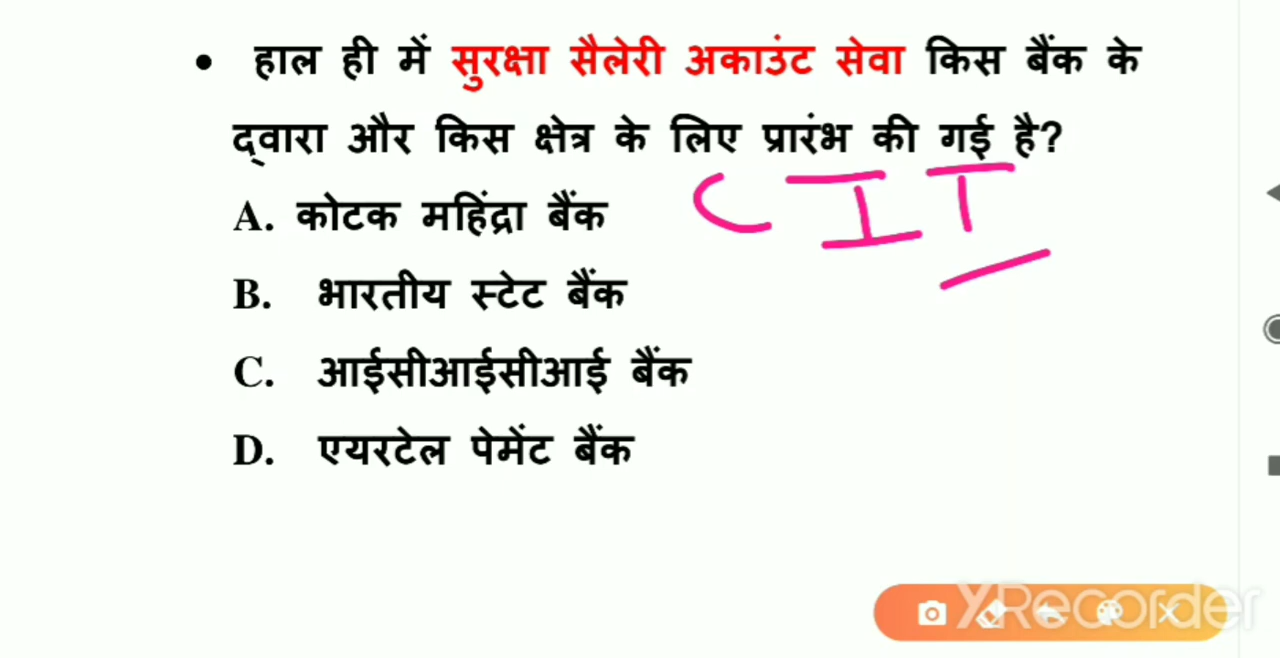 • हाल ही में सुरक्षा सैलेरी अकाउंट सेवा किस बैंक के
द्वारा और किस क्षेत्र के लिए प्रारंभ की गई है?
A. कोटक महिंद्रा बैंक
CIT
B. भारतीय स्टेट बैंक
C. आईसीआईसीआई बैंक
D. एयरटेल पेमेंट बैंक
XRecorder